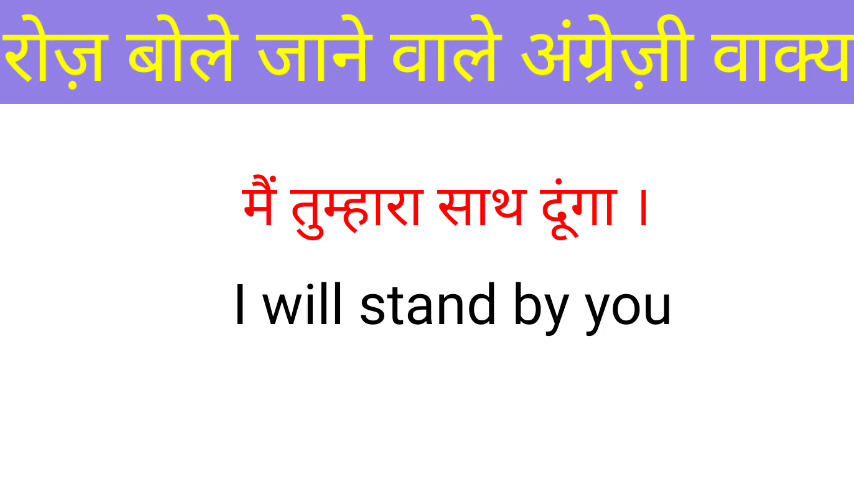 रोज़ बोले जाने वाले अंग्रेज़ी वाक्य
मैं तुम्हारा साथ दूंगा ।
I will stand by you